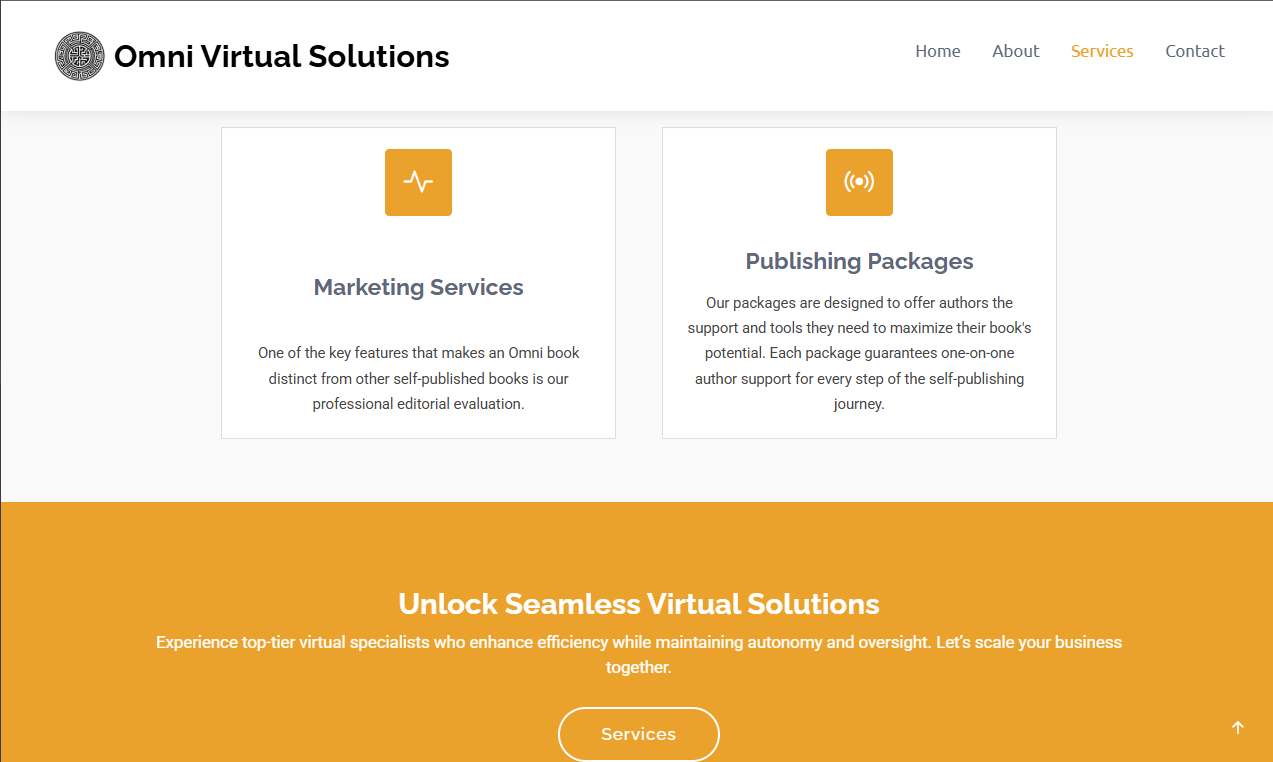 Omni Virtual Solutions
Home About Services Contact
Marketing Services
One of the key features that makes an Omni book
distinct from other self-published books is our
professional editorial evaluation.
Publishing Packages
Our packages are designed to offer authors the
support and tools they need to maximize their book's
potential. Each package guarantees one-on-one
author support for every step of the self-publishing
journey.
Unlock Seamless Virtual Solutions
Experience top-tier virtual specialists who enhance efficiency while maintaining autonomy and oversight. Let’s scale your business
together.
Services